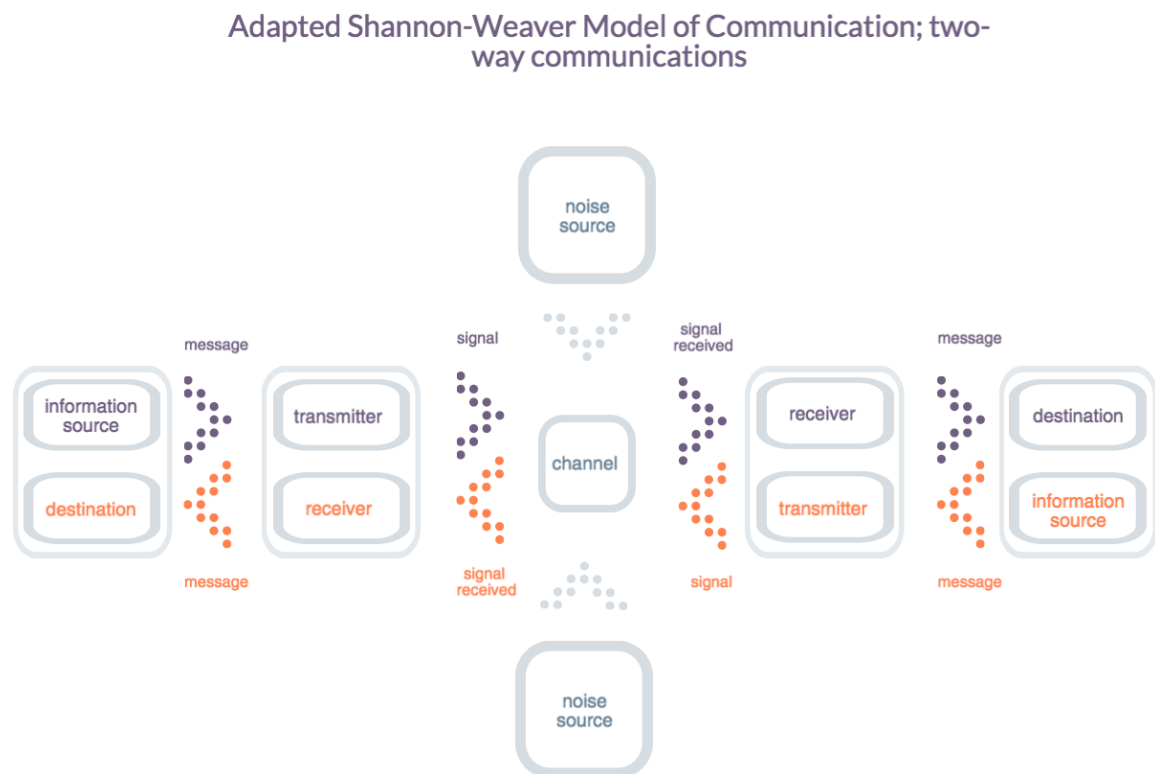 Adapted Shannon-Weaver Model of Communication; two-
way communications
noise
source
message
signal
signal
received
message
information
source
transmitter
receiver
destination
channel
destination
receiver
transmitter
information
source
message
signal
received
signal
message
noise
source